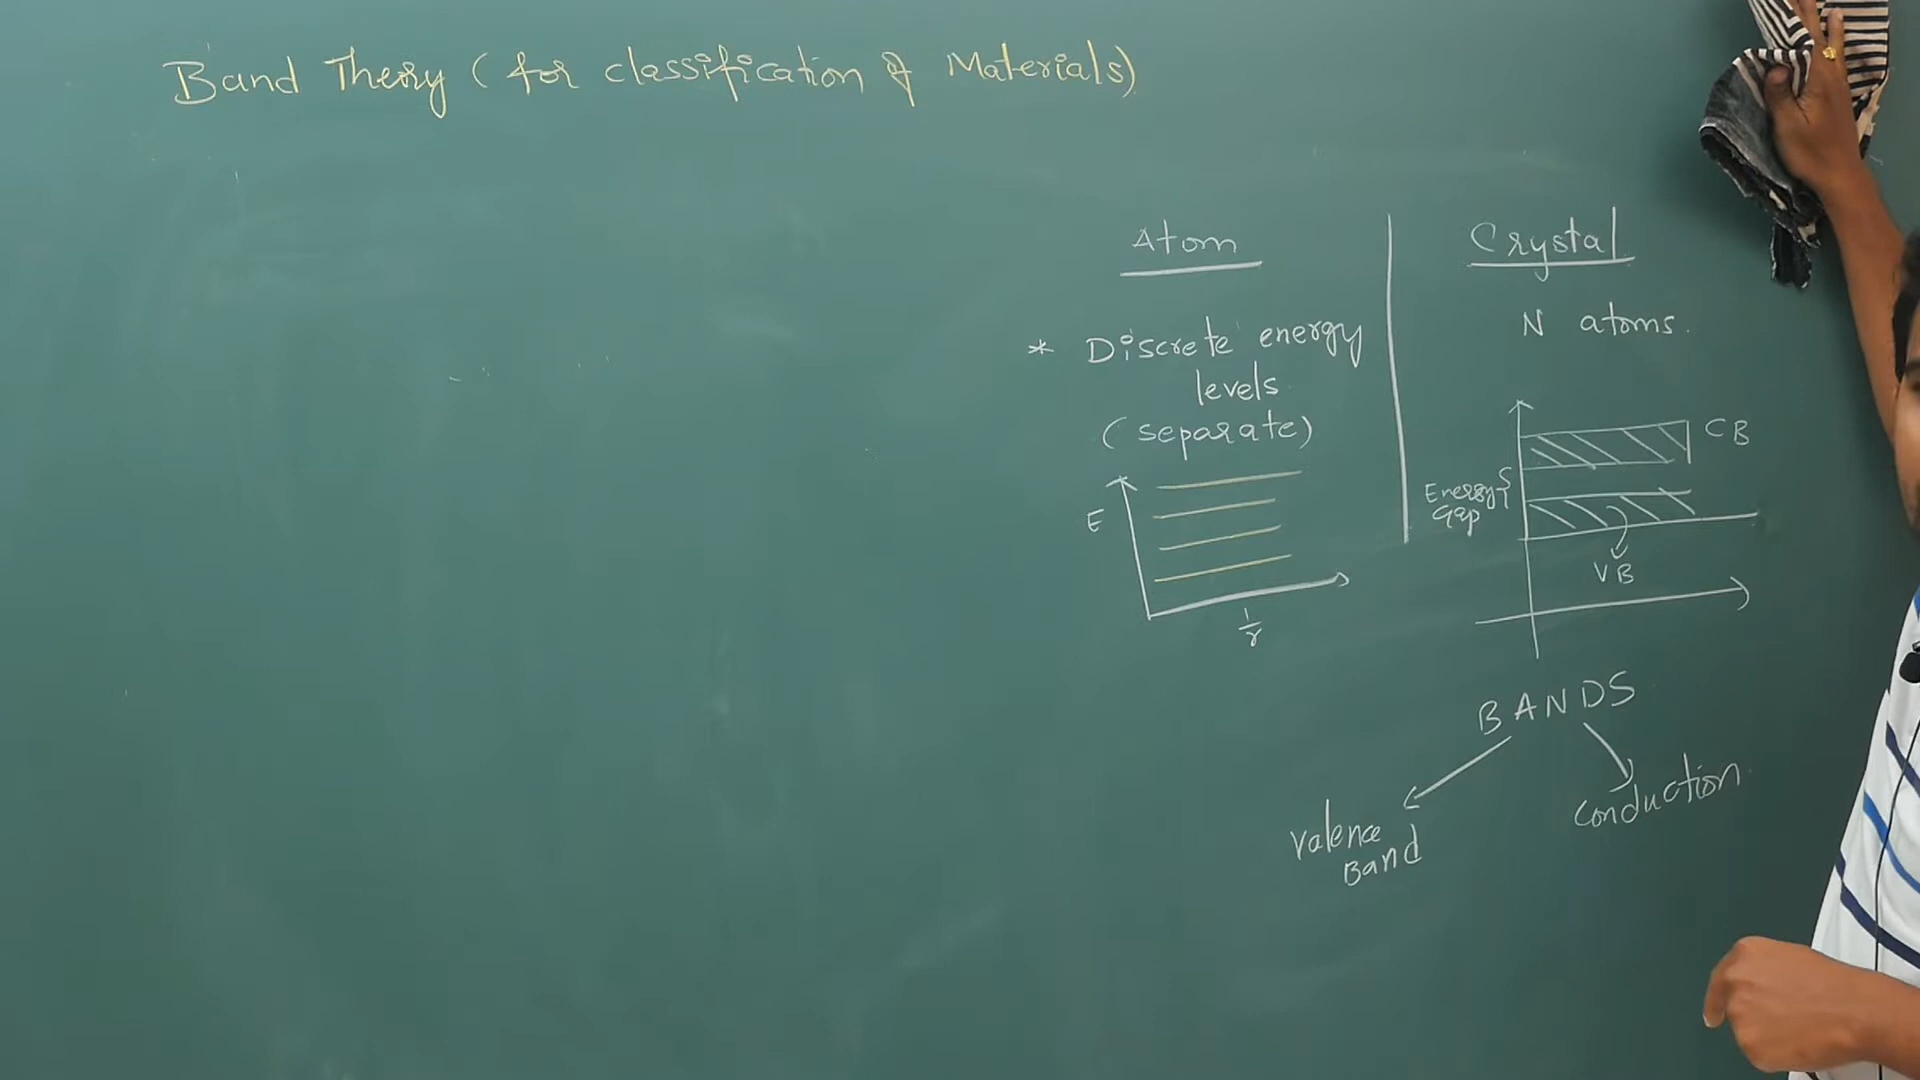 Band Theory (for classification of Materials)
Atom
* Discrete energy
levels
(separate)
E
1/r
Crystal
N atoms.
CB
Energy
Gap
VB
BANDS
Valence
Band
Conduction